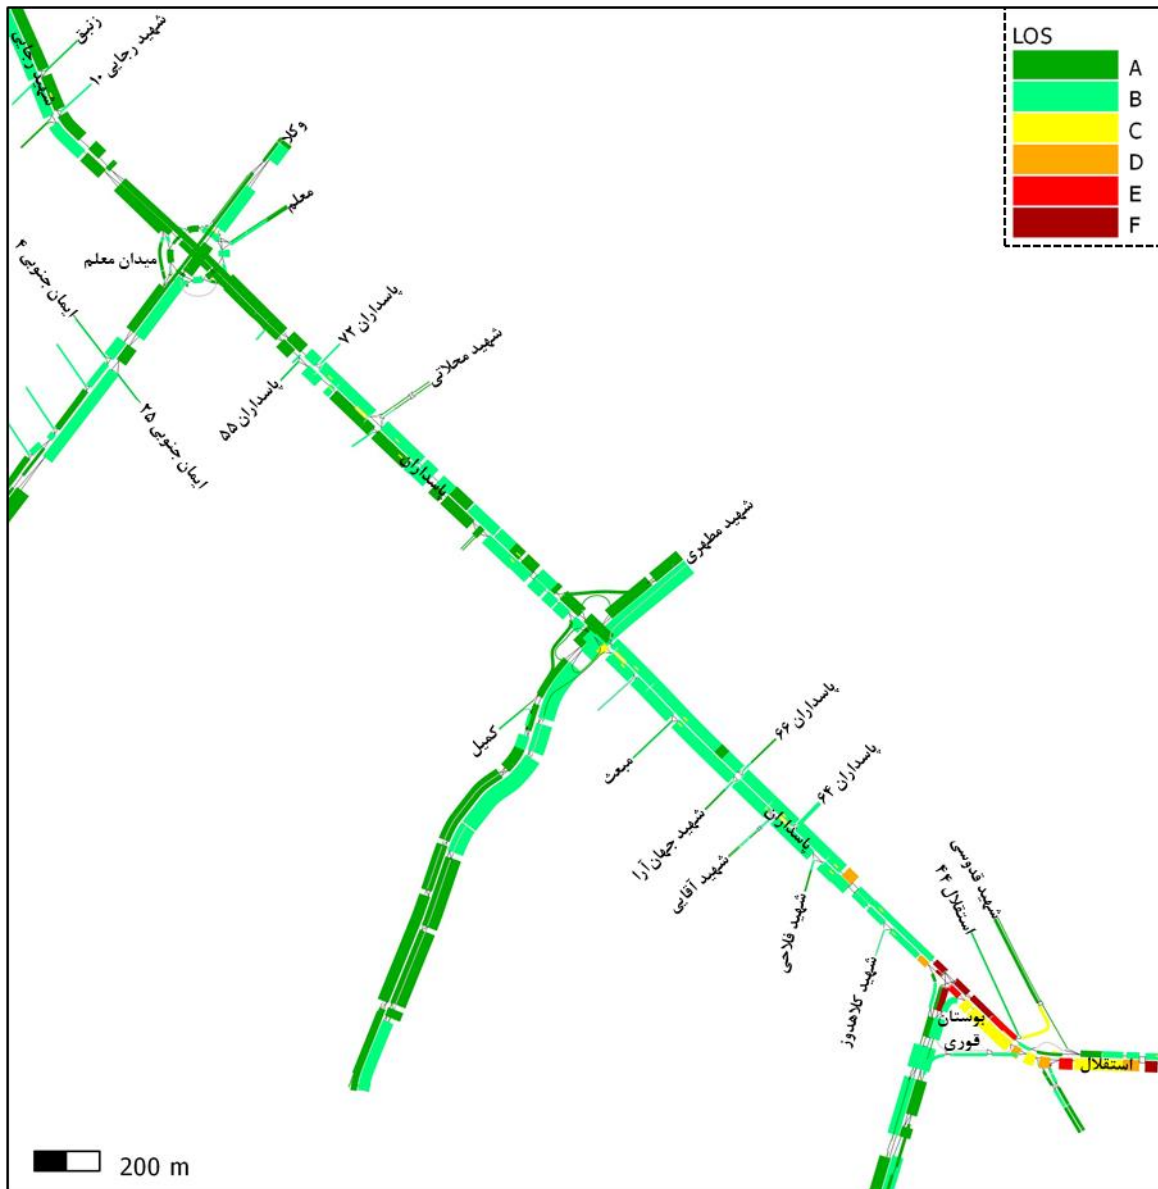 LOS
A
B
C
D
E
F
زنبق
شهید رجایی ۱۰
شهید رجایی
وکلا
معلم
میدان معلم
ایمان جنوبی ۴
ایمان جنوبی ۲۵
پاسداران ۷۲
پاسداران ۵۵
شهید محلاتی
پاسداران
شهید مطهری
کمیل
مبعث
پاسداران ۶۶
پاسداران ۶۴
پاسداران
شهید جهان آرا
شهید آقایی
شهید فلاحی
شهید کلاهدوز
شهید قدوسی
استقلال ۴۴
بوستان
قوری
استقلال
200 m